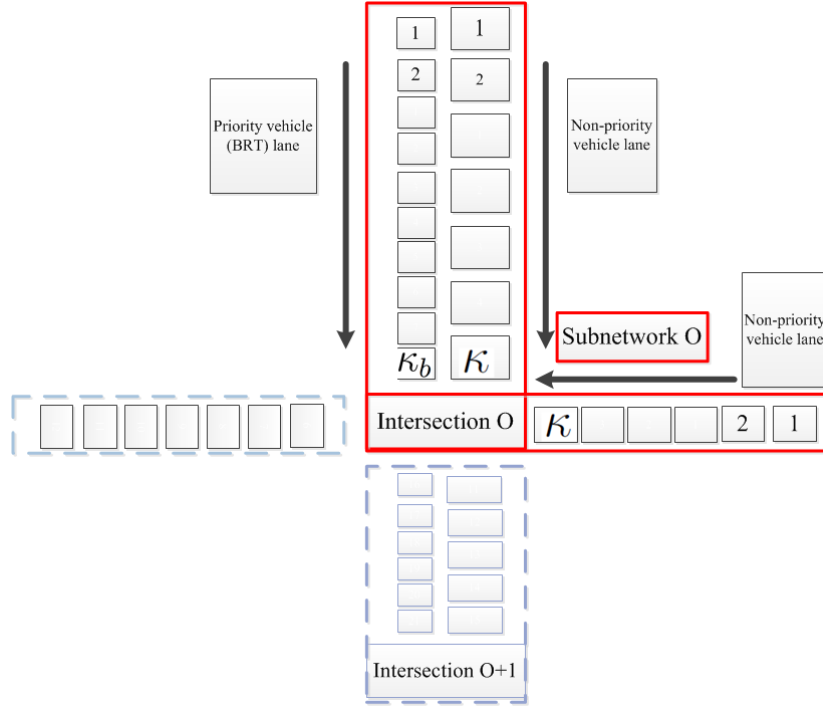 1
1
2
2
Priority vehicle
(BRT) lane
Non-priority
vehicle lane
Non-priority
vehicle lane
Subnetwork O
κ_b
κ
Intersection O
κ
2
1
Intersection O+1